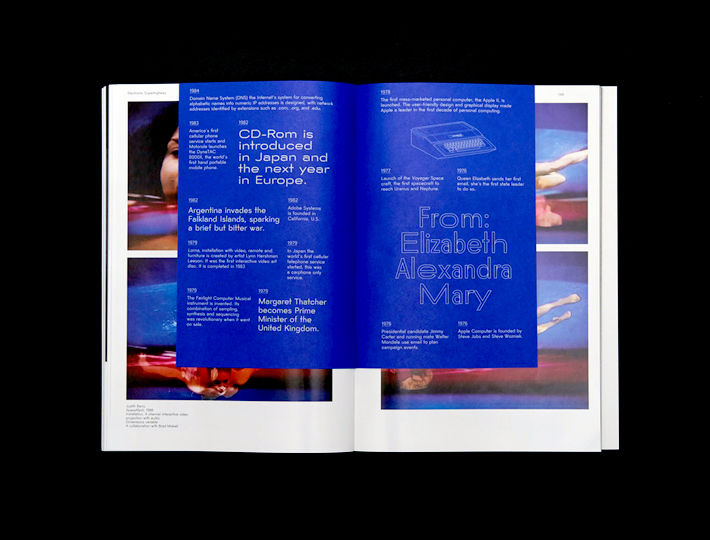 Electronic Superhighway
1984
Domain Name System (DNS) the Internet's system for converting
alphabetic names into numeric IP addresses is designed, with network
addresses identified by extensions such as .com, .org, and .edu.
1983
America's first
cellular phone
service starts and
Motorola launches
the DynaTAC
8000X, the world's
first hand portable
mobile phone.
1982
CD-Rom is
introduced
in Japan and
the next year
in Europe.
1982
Argentina invades the
Falkland Islands, sparking
a brief but bitter war.
1982
Adobe Systems
is founded in
California, U.S.
1979
Lorna, installation with video, remote and
furniture is created by artist Lynn Hershman
Leeson. It was the first interactive video art
disc. It is completed in 1983
1979
In Japan the
world's first cellular
telephone service
started, this was
a carphone only
service.
1979
The Fairlight Computer Musical
instrument is invented. Its
combination of sampling,
synthesis and sequencing
was revolutionary when it went
on sale.
1979
Margaret Thatcher
becomes Prime
Minister of the
United Kingdom.
Judith Barry
1978
The first mass-marketed personal computer, the Apple II, is
launched. The user-friendly design and graphical display made
Apple a leader in the first decade of personal computing.
1977
Launch of the Voyager Space
craft, the first spacecraft to
reach Uranus and Neptune.
1976
Queen Elizabeth sends her first
email, she's the first state leader
to do so.
From:
Elizabeth
Alexandra
Mary
1976
Presidential candidate Jimmy
Carter and running mate Walter
Mondale use email to plan
campaign events.
1976
Apple Computer is founded by
Steve Jobs and Steve Wozniak.